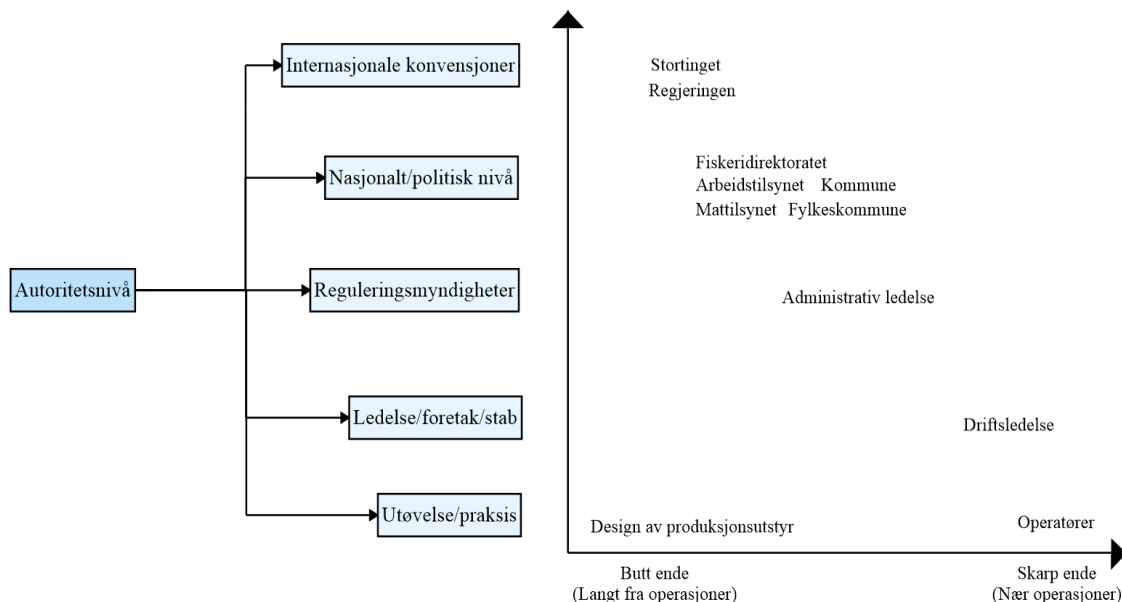 Autoritetsnivå
Internasjonale konvensjoner
Nasjonalt/politisk nivå
Reguleringsmyndigheter
Ledelse/foretak/stab
Utøvelse/praksis
Stortinget
Regjeringen
Fiskeridirektoratet
Arbeidstilsynet Kommune
Mattilsynet Fylkeskommune
Administrativ ledelse
Driftsledelse
Design av produksjonsutstyr
Operatører
Butt ende
(Langt fra operasjoner)
Skarp ende
(Nær operasjoner)